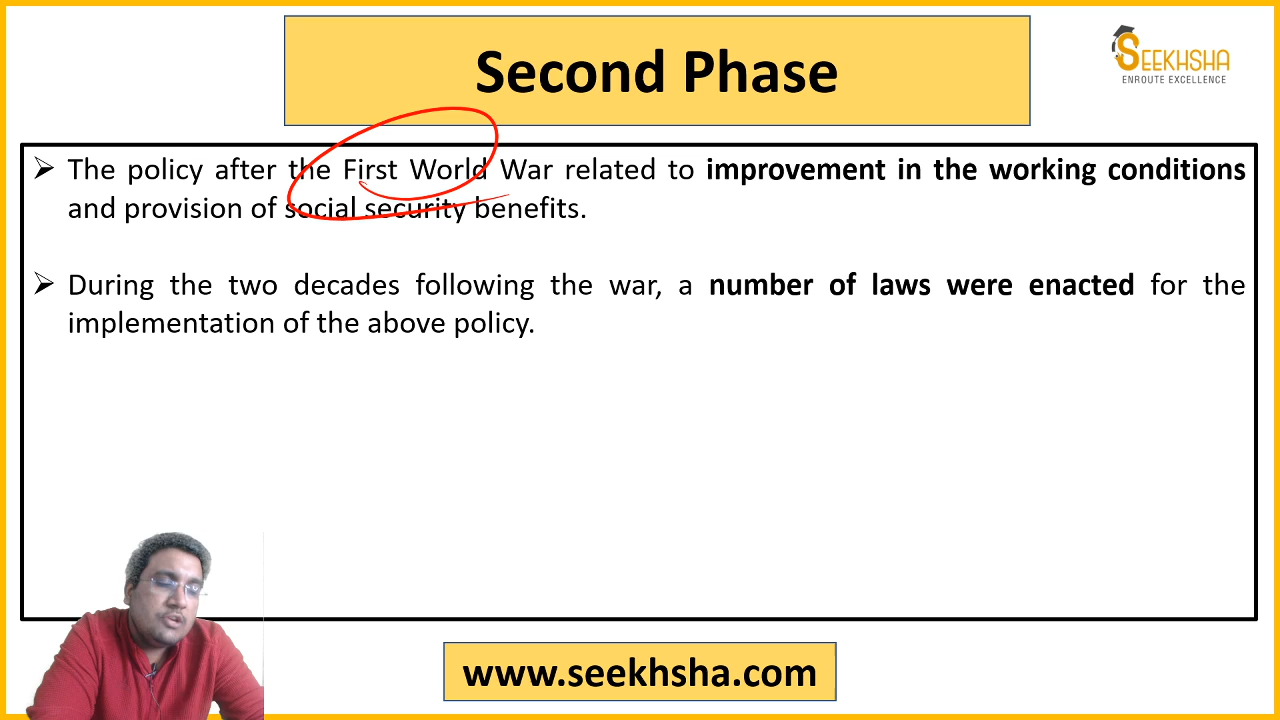 Second Phase
SEEKHSHA
ENROUTE EXCELLENCE
➢ The policy after the First World War related to improvement in the working conditions
and provision of social security benefits.
➢ During the two decades following the war, a number of laws were enacted for the
implementation of the above policy.
www.seekhsha.com